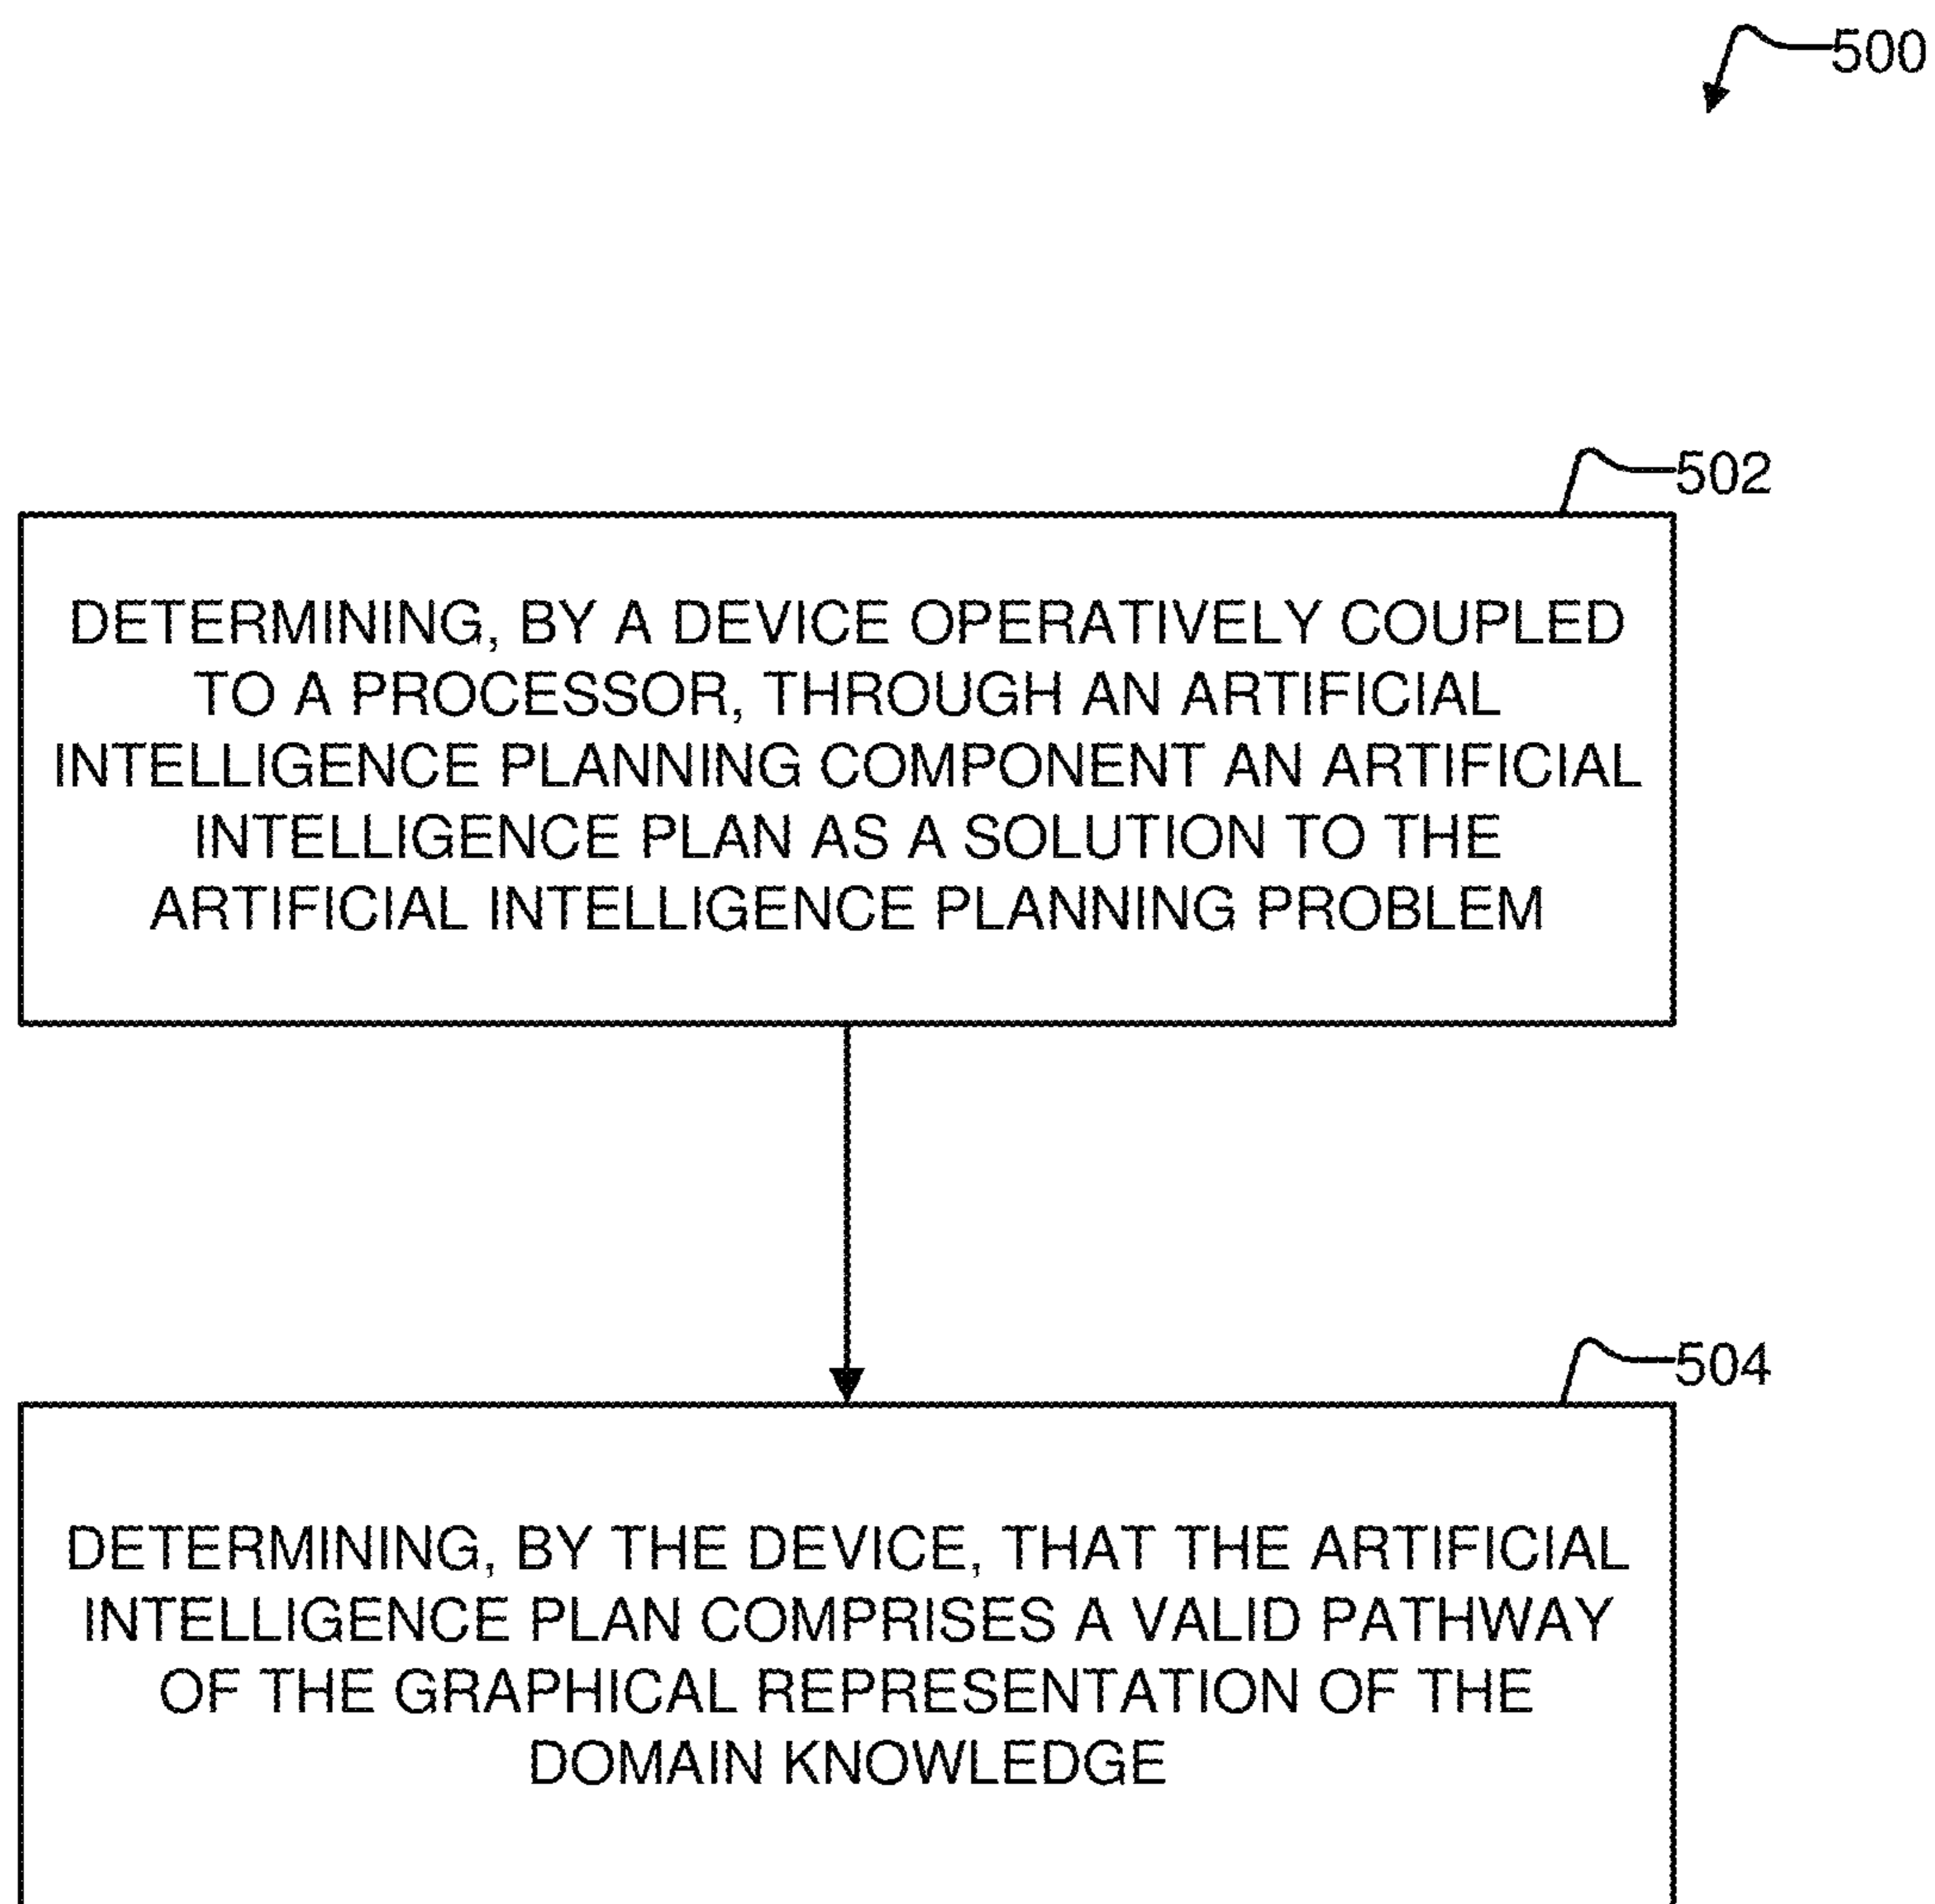 500
502
DETERMINING, BY A DEVICE OPERATIVELY COUPLED
TO A PROCESSOR, THROUGH AN ARTIFICIAL
INTELLIGENCE PLANNING COMPONENT AN ARTIFICIAL
INTELLIGENCE PLAN AS A SOLUTION TO THE
ARTIFICIAL INTELLIGENCE PLANNING PROBLEM
504
DETERMINING, BY THE DEVICE, THAT THE ARTIFICIAL
INTELLIGENCE PLAN COMPRISES A VALID PATHWAY
OF THE GRAPHICAL REPRESENTATION OF THE
DOMAIN KNOWLEDGE